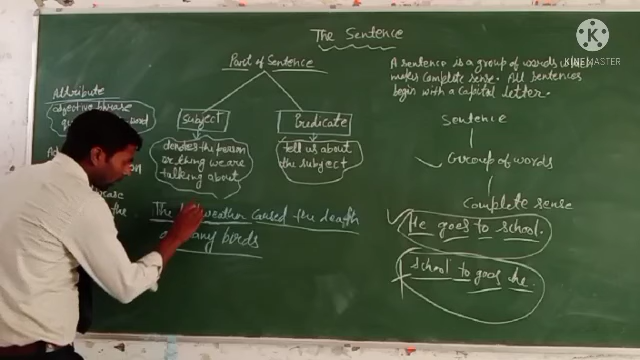 The Sentence
Part of Sentence
Attribute
adjective phrase
Subject
Predicate
denotes the person
or thing we are
talking about
tell us about
the subject
The weather caused the death
many birds
A sentence is a group of words which
makes complete sense. All sentences
begin with a capital letter.
Sentence
Group of words
Complete sense
He goes to school.
School to goes he.
Made with
KINEMASTER